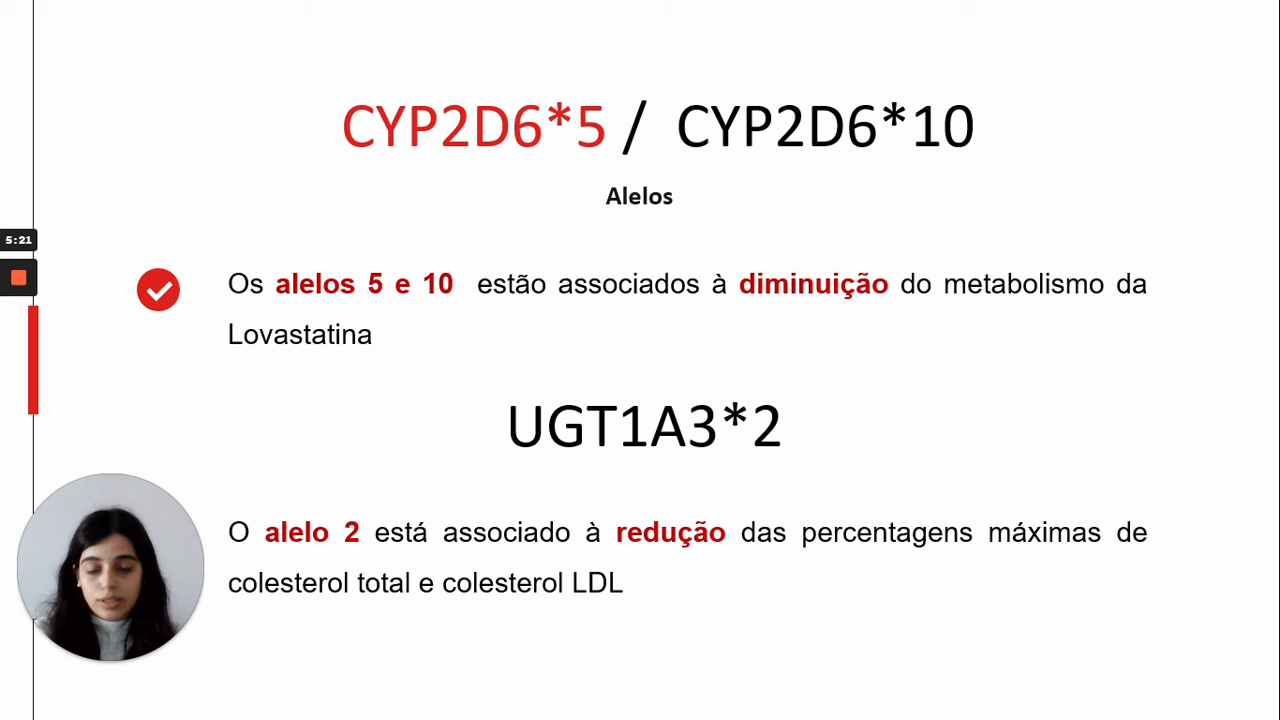 CYP2D6*5 / CYP2D6*10
Alelos
5:21
Os alelos 5 e 10 estão associados à diminuição do metabolismo da
Lovastatina
UGT1A3*2
O alelo 2 está associado à redução das percentagens máximas de
colesterol total e colesterol LDL